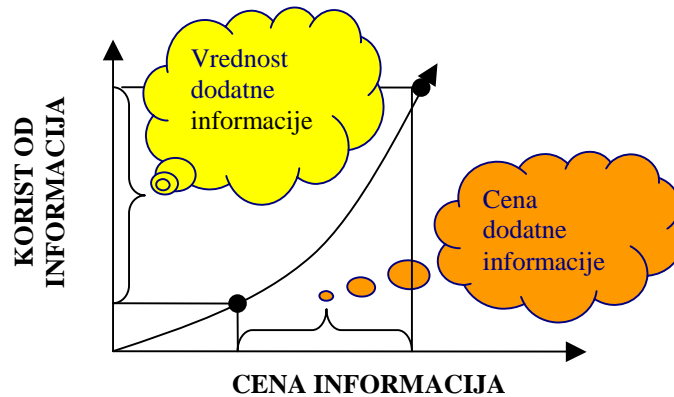 Vrednost
dodatne
informacije
KORIST OD
INFORMACIJA
Cena
dodatne
informacije
CENA INFORMACIJA